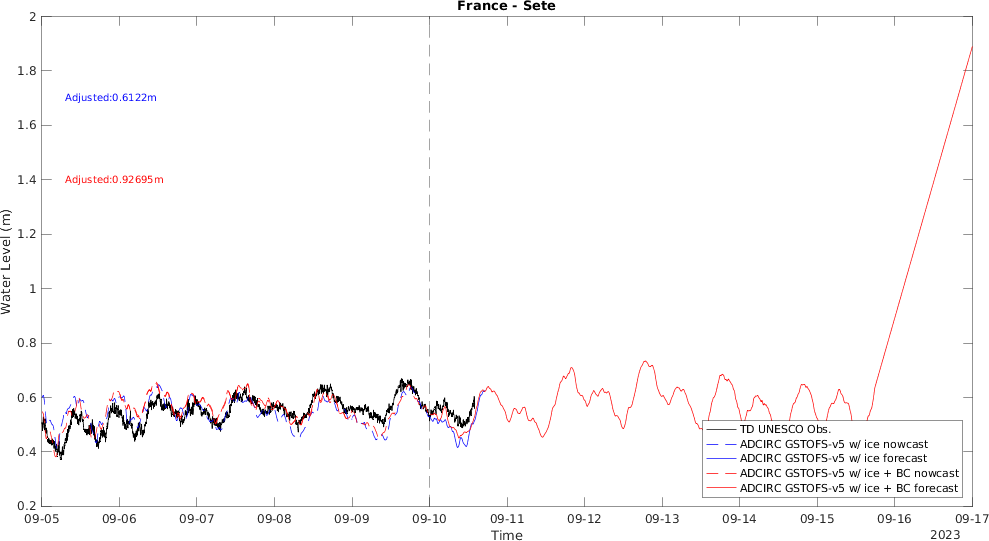 France - Sete
2
1.8
1.6
1.4
1.2
1
0.8
0.6
0.4
0.2
Water Level (m)
Adjusted:0.6122m
Adjusted:0.92695m
TD UNESCO Obs.
ADCIRC GSTOFS-v5 w/ ice nowcast
ADCIRC GSTOFS-v5 w/ ice forecast
ADCIRC GSTOFS-v5 w/ ice + BC nowcast
ADCIRC GSTOFS-v5 w/ ice + BC forecast
09-05 09-06 09-07 09-08 09-09 09-10 09-11 09-12 09-13 09-14 09-15 09-16 09-17
Time
2023